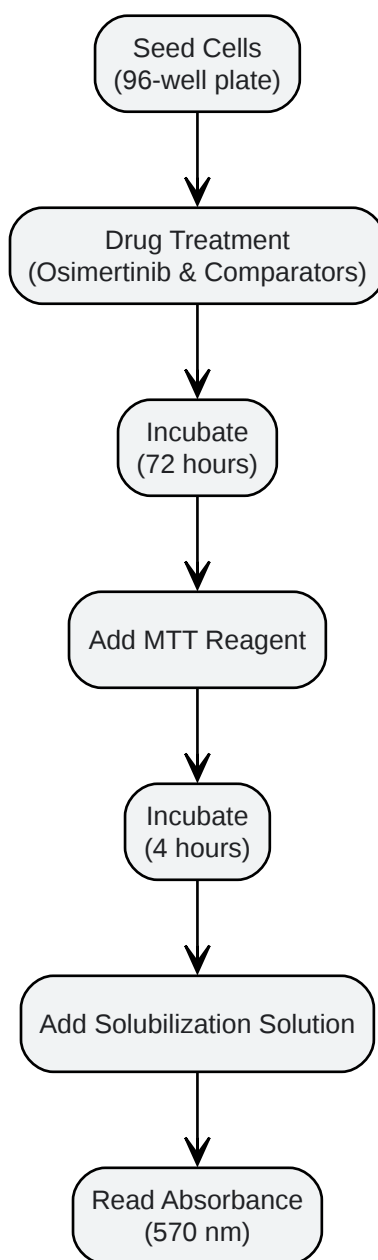 Seed Cells
(96-well plate)
Drug Treatment
(Osimertinib & Comparators)
Incubate
(72 hours)
Add MTT Reagent
Incubate
(4 hours)
Add Solubilization Solution
Read Absorbance
(570 nm)